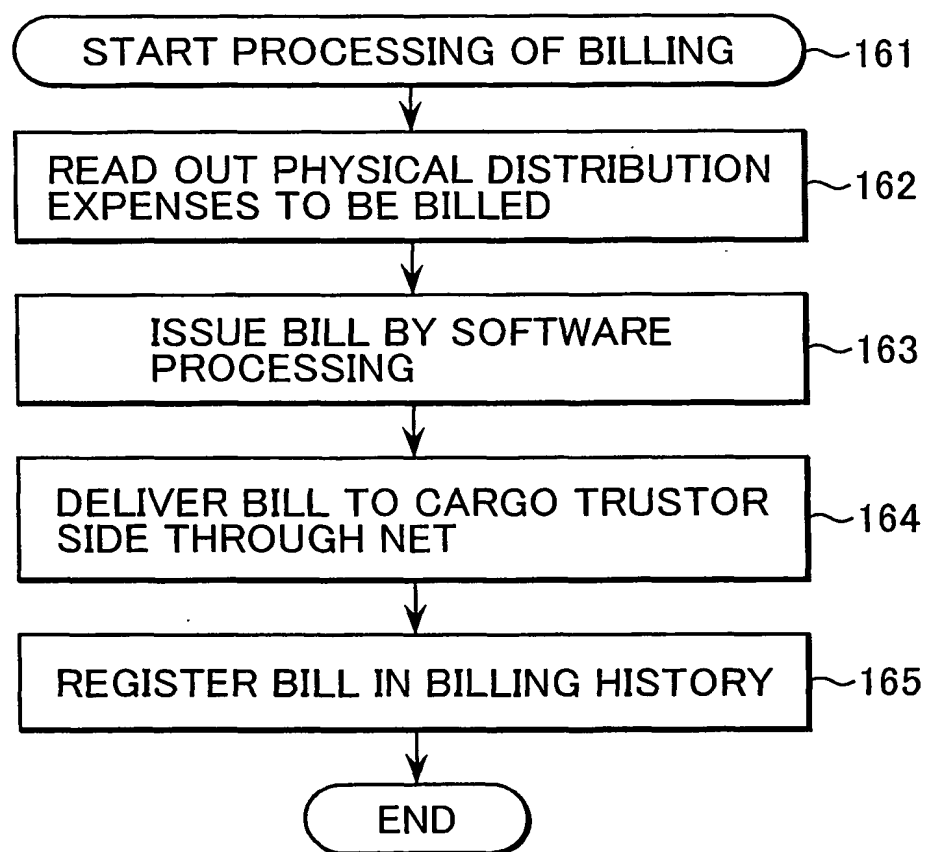 START PROCESSING OF BILLING
161
READ OUT PHYSICAL DISTRIBUTION
EXPENSES TO BE BILLED
162
ISSUE BILL BY SOFTWARE
PROCESSING
163
DELIVER BILL TO CARGO TRUSTOR
SIDE THROUGH NET
164
REGISTER BILL IN BILLING HISTORY
165
END